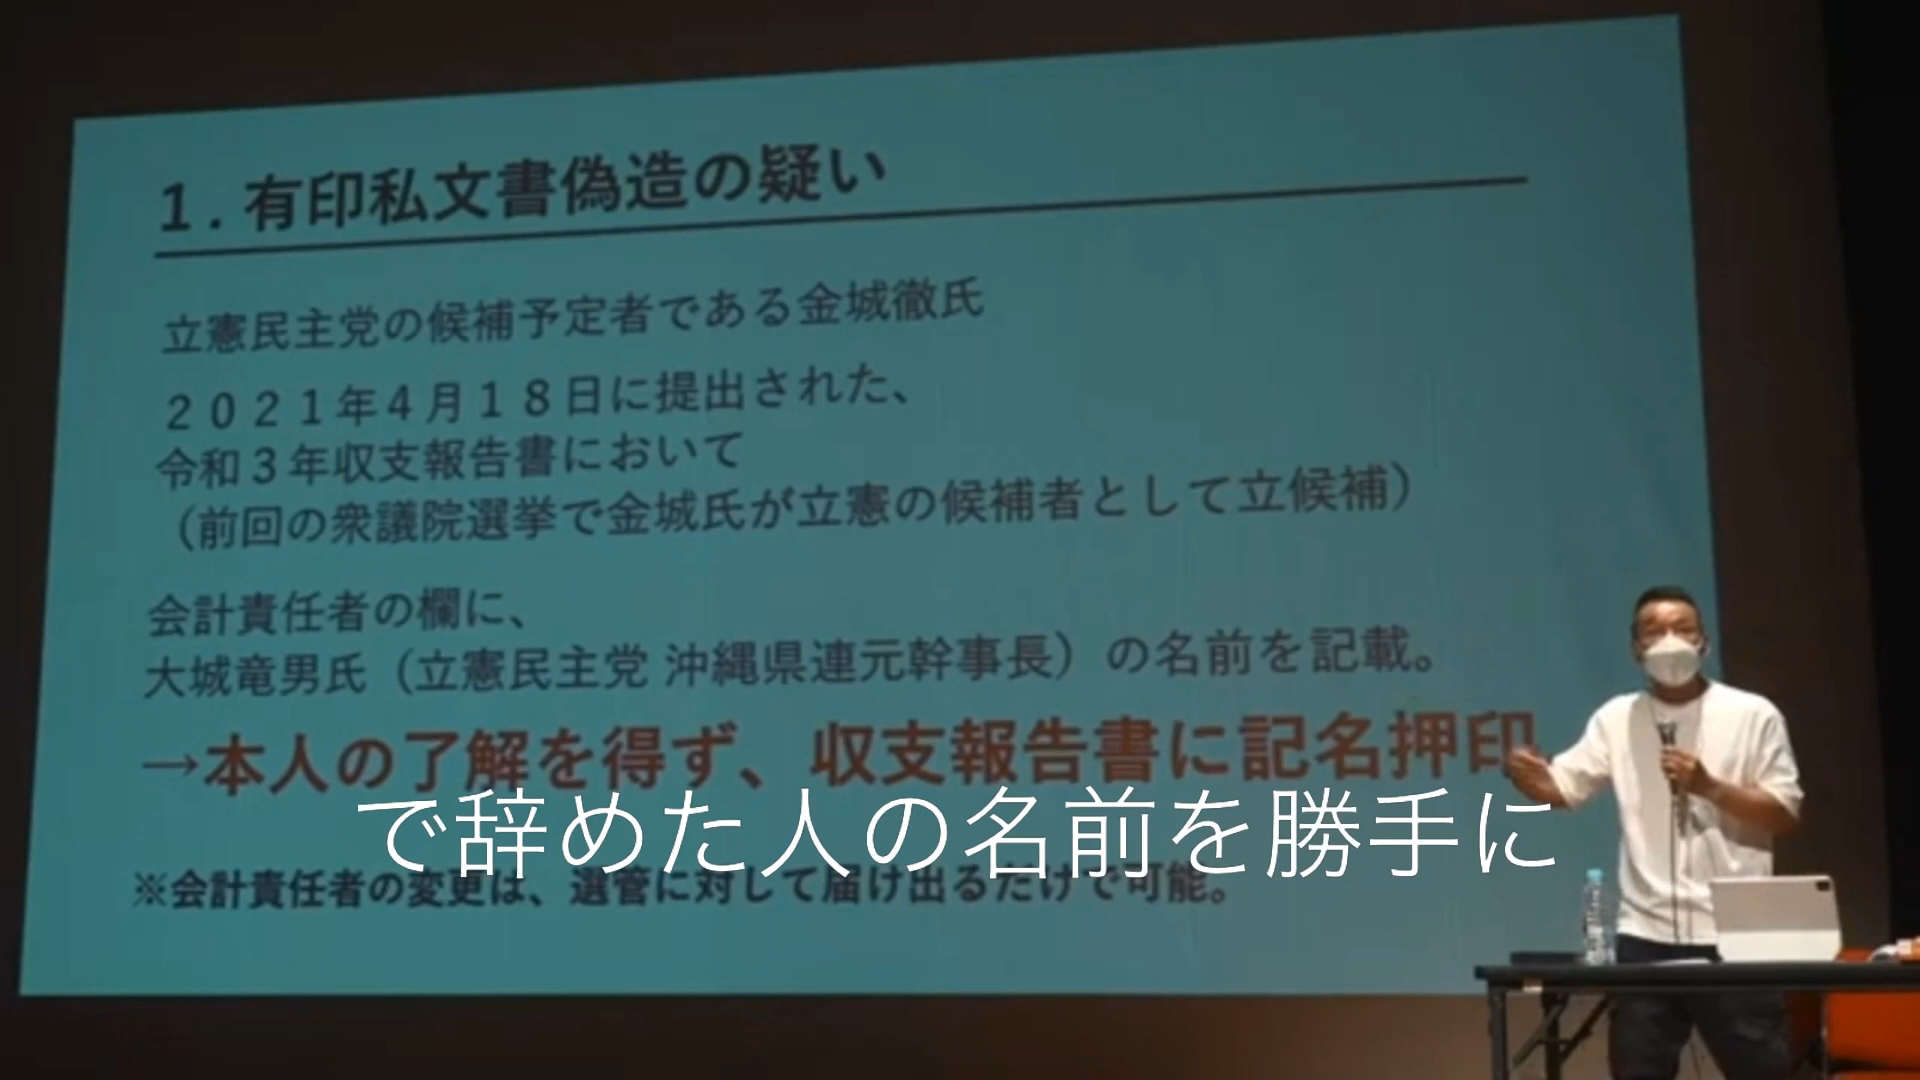 １. 有印私文書偽造の疑い
立憲民主党の候補予定者である金城徹氏
２０２１年４月１８日に提出された、
令和３年収支報告書において
（前回の衆議院選挙で金城氏が立憲の候補者として立候補）
会計責任者の欄に、
大城竜男氏（立憲民主党 沖縄県連元幹事長）の名前を記載。
→本人の了解を得ず、収支報告書に記名押印
で辞めた人の名前を勝手に
※会計責任者の変更は、選管に対して届け出るだけで可能。